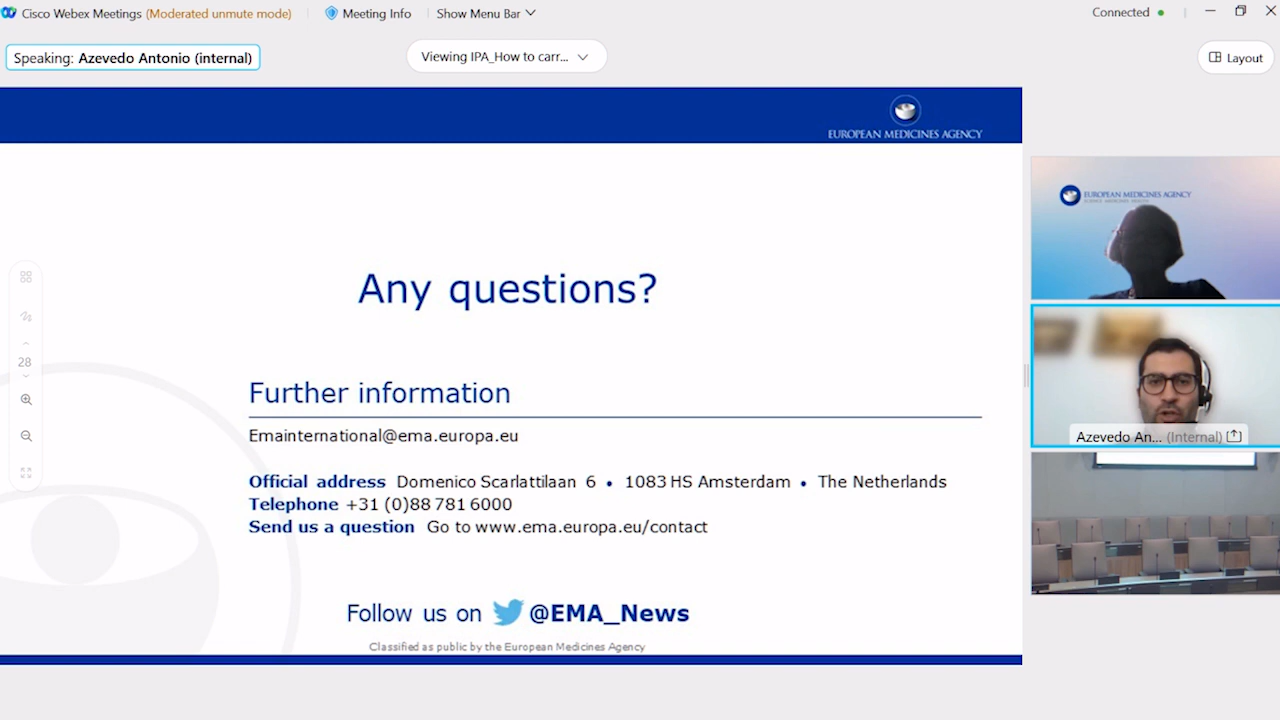 Cisco Webex Meetings (Moderated unmute mode)
Meeting Info
Show Menu Bar
Connected
Speaking: Azevedo Antonio (internal)
Viewing IPA_How to carr...
Layout
EUROPEAN MEDICINES AGENCY
EUROPEAN MEDICINES AGENCY
SCIENCE MEDICINES HEALTH
Any questions?
28
Further information
Emainternational@ema.europa.eu
Azevedo An... (Internal)
Official address Domenico Scarlattilaan 6 • 1083 HS Amsterdam • The Netherlands
Telephone +31 (0)88 781 6000
Send us a question Go to www.ema.europa.eu/contact
Follow us on @EMA_News
Classified as public by the European Medicines Agency